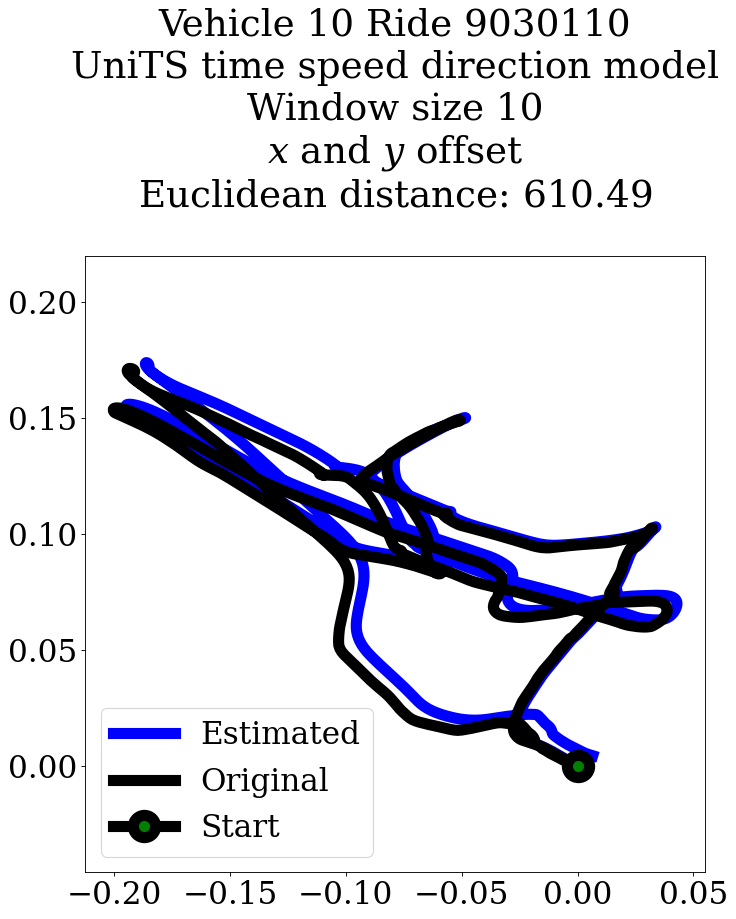 Vehicle 10 Ride 9030110
UniTS time speed direction model
Window size 10
x and y offset
Euclidean distance: 610.49
0.20
0.15
0.10
0.05
0.00
Estimated
Original
Start
−0.20 −0.15 −0.10 −0.05 0.00 0.05